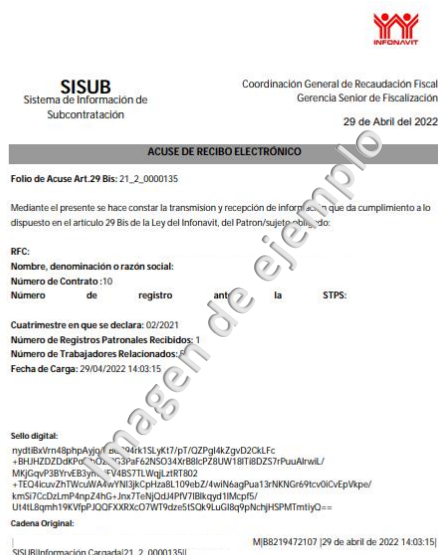 INFONAVIT
SISUB
Sistema de Información de
Subcontratación
Coordinación General de Recaudación Fiscal
Gerencia Senior de Fiscalización
29 de Abril del 2022
ACUSE DE RECIBO ELECTRÓNICO
Folio de Acuse Art.29 Bis: 21_2_0000135
Mediante el presente se hace constar la transmision y recepción de información que da cumplimiento a lo
dispuesto en el artículo 29 Bis de la Ley del Infonavit, del Patron/sujeto obligado:
RFC:
Nombre, denominación o razón social:
Número de Contrato :10
Número de registro ante la STPS:
Cuatrimestre en que se declara: 02/2021
Número de Registros Patronales Recibidos: 1
Número de Trabajadores Relacionados:
Fecha de Carga: 29/04/2022 14:03:15
Imagen de ejemplo
Sello digital:
+TEQ4icuvZhTWcuWA4wYNI3jkCpHza8L109ebZ/4wiN6agPua13rNKNGr69tcv0iCvEpVkpe/
kmSi7CcDzLmP4npZ4hG+Jnx7TeNjQdJ4PfV7IBlkqyd1IMcpf5/
Ut4tL8qmh19KVfpPJQQFXXRXcO7WT9dze5tSQk9LuGI8q9pNchjHSPMTmtiyQ==
Cadena Original:
| M|B8219472107 |29 de abril de 2022 14:03:15|
SISUB|Información Cargada|21_2_0000135||